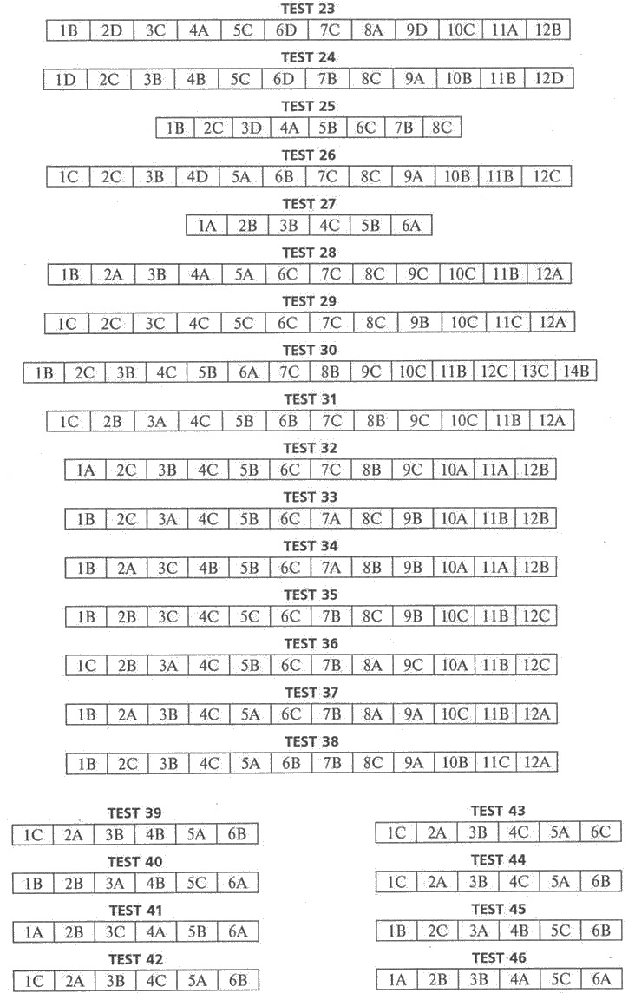 TEST 23
1B 2D 3C 4A 5C 6D 7C 8A 9D 10C 11A 12B
TEST 24
1D 2C 3B 4B 5C 6D 7B 8C 9A 10B 11B 12D
TEST 25
1B 2C 3D 4A 5B 6C 7B 8C
TEST 26
1C 2C 3B 4D 5A 6B 7C 8C 9A 10B 11B 12C
TEST 27
1A 2B 3B 4C 5B 6A
TEST 28
1B 2A 3B 4A 5A 6C 7C 8C 9C 10C 11B 12A
TEST 29
1C 2C 3C 4C 5C 6C 7C 8C 9B 10C 11C 12A
TEST 30
1B 2C 3B 4C 5B 6A 7C 8B 9C 10C 11B 12C 13C 14B
TEST 31
1C 2B 3A 4C 5B 6B 7C 8B 9C 10C 11B 12A
TEST 32
1A 2C 3B 4C 5B 6C 7C 8B 9C 10A 11A 12B
TEST 33
1B 2C 3A 4C 5B 6C 7A 8C 9B 10A 11B 12B
TEST 34
1B 2A 3C 4B 5B 6C 7A 8B 9B 10A 11A 12B
TEST 35
1B 2B 3C 4C 5C 6C 7B 8C 9B 10C 11B 12C
TEST 36
1C 2B 3A 4C 5B 6C 7B 8A 9C 10A 11B 12C
TEST 37
1B 2A 3B 4C 5A 6C 7B 8A 9A 10C 11B 12A
TEST 38
1B 2C 3B 4C 5A 6B 7B 8C 9A 10B 11C 12A
TEST 39
1C 2A 3B 4B 5A 6B
TEST 40
1B 2B 3A 4B 5C 6A
TEST 41
1A 2B 3C 4A 5B 6A
TEST 42
1C 2A 3B 4C 5A 6B
TEST 43
1C 2A 3B 4C 5A 6C
TEST 44
1C 2A 3B 4C 5A 6B
TEST 45
1B 2C 3A 4B 5C 6B
TEST 46
1A 2B 3B 4A 5C 6A